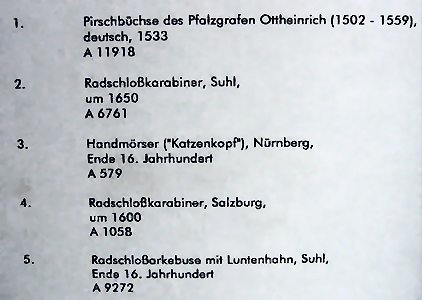 1. Pirschbüchse des Pfalzgrafen Ottheinrich (1502 - 1559),
deutsch, 1533
A 11918
2. Radschloßkarabiner, Suhl,
um 1650
A 6761
3. Handmörser ("Katzenkopf"), Nürnberg,
Ende 16. Jahrhundert
A 579
4. Radschloßkarabiner, Salzburg,
um 1600
A 1058
5. Radschloßarkebuse mit Luntenhahn, Suhl,
Ende 16. Jahrhundert
A 9272